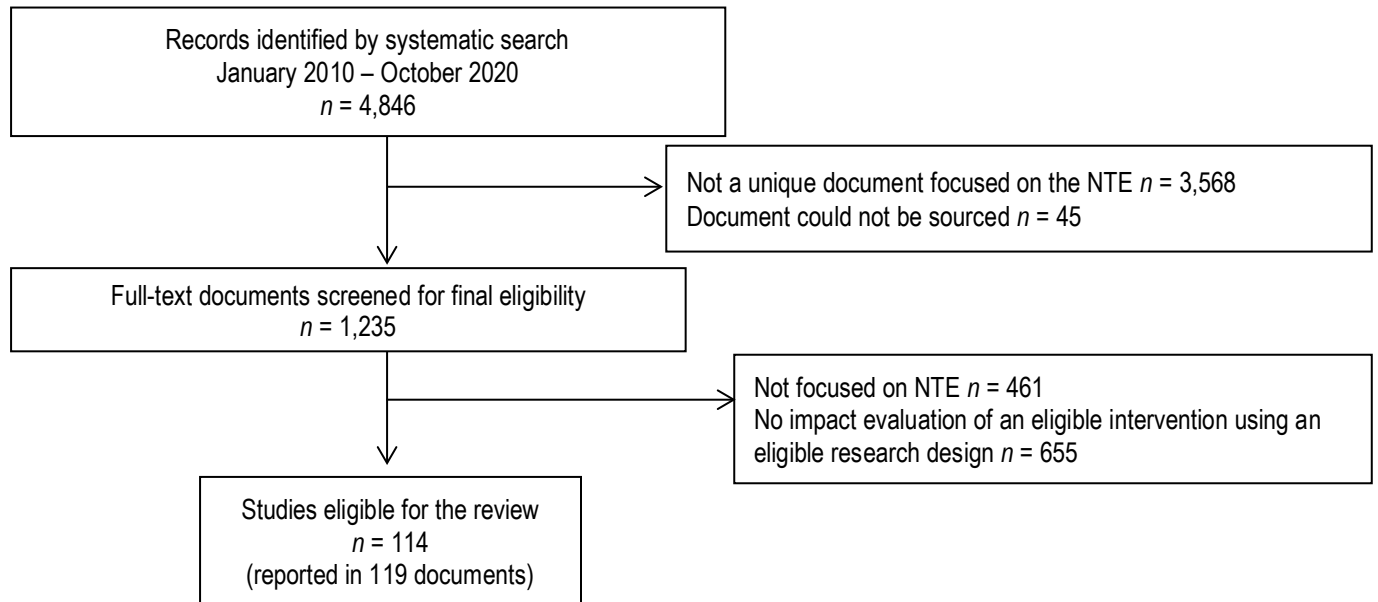 Records identified by systematic search
January 2010 – October 2020
n = 4,846
Not a unique document focused on the NTE n = 3,568
Document could not be sourced n = 45
Full-text documents screened for final eligibility
n = 1,235
Not focused on NTE n = 461
No impact evaluation of an eligible intervention using an
eligible research design n = 655
Studies eligible for the review
n = 114
(reported in 119 documents)